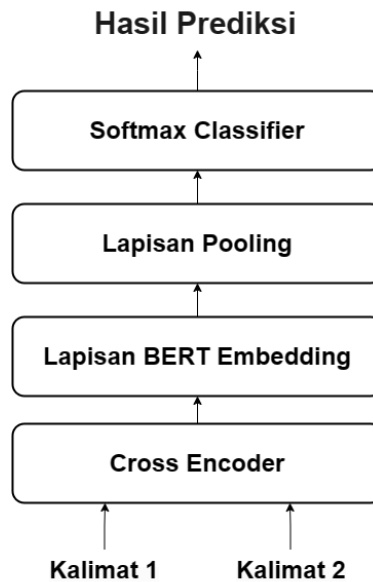 Hasil Prediksi
Softmax Classifier
Lapisan Pooling
Lapisan BERT Embedding
Cross Encoder
Kalimat 1 Kalimat 2